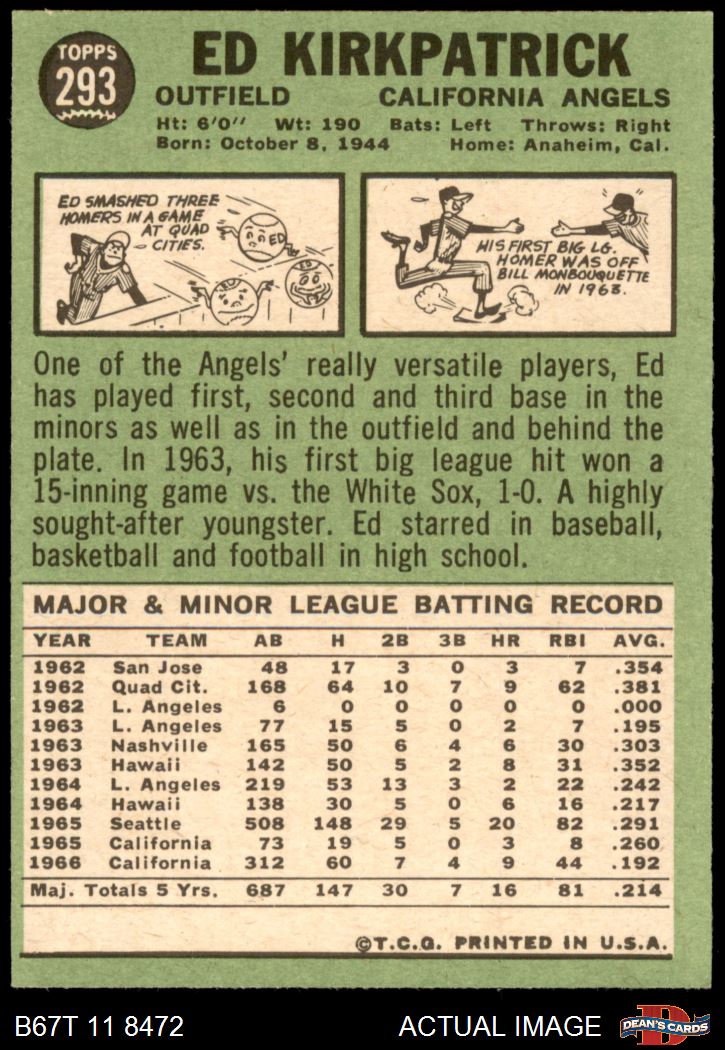 TOPPS
293
ED KIRKPATRICK
OUTFIELD CALIFORNIA ANGELS
Ht: 6'0" Wt: 190 Bats: Left Throws: Right
Born: October 8, 1944 Home: Anaheim, Cal.
ED SMASHED THREE
HOMERS IN A GAME
AT QUAD
CITIES.
ED
HIS FIRST BIG LG.
HOMER WAS OFF
BILL MONBOUQUETTE
IN 1963.
One of the Angels' really versatile players, Ed
has played first, second and third base in the
minors as well as in the outfield and behind the
plate. In 1963, his first big league hit won a
15-inning game vs. the White Sox, 1-0. A highly
sought-after youngster. Ed starred in baseball,
basketball and football in high school.
MAJOR & MINOR LEAGUE BATTING RECORD
YEAR TEAM AB H 2B 3B HR RBI AVG.
1962 San Jose 48 17 3 0 3 7 .354
1962 Quad Cit. 168 64 10 7 9 62 .381
1962 L. Angeles 6 0 0 0 0 0 .000
1963 L. Angeles 77 15 5 0 2 7 .195
1963 Nashville 165 50 6 4 6 30 .303
1963 Hawaii 142 50 5 2 8 31 .352
1964 L. Angeles 219 53 13 3 2 22 .242
1964 Hawaii 138 30 5 0 6 16 .217
1965 Seattle 508 148 29 5 20 82 .291
1965 California 73 19 5 0 3 8 .260
1966 California 312 60 7 4 9 44 .192
Maj. Totals 5 Yrs. 687 147 30 7 16 81 .214
©T.C.G. PRINTED IN U.S.A.
B67T 11 8472 ACTUAL IMAGE
D
DEAN'S CARDS